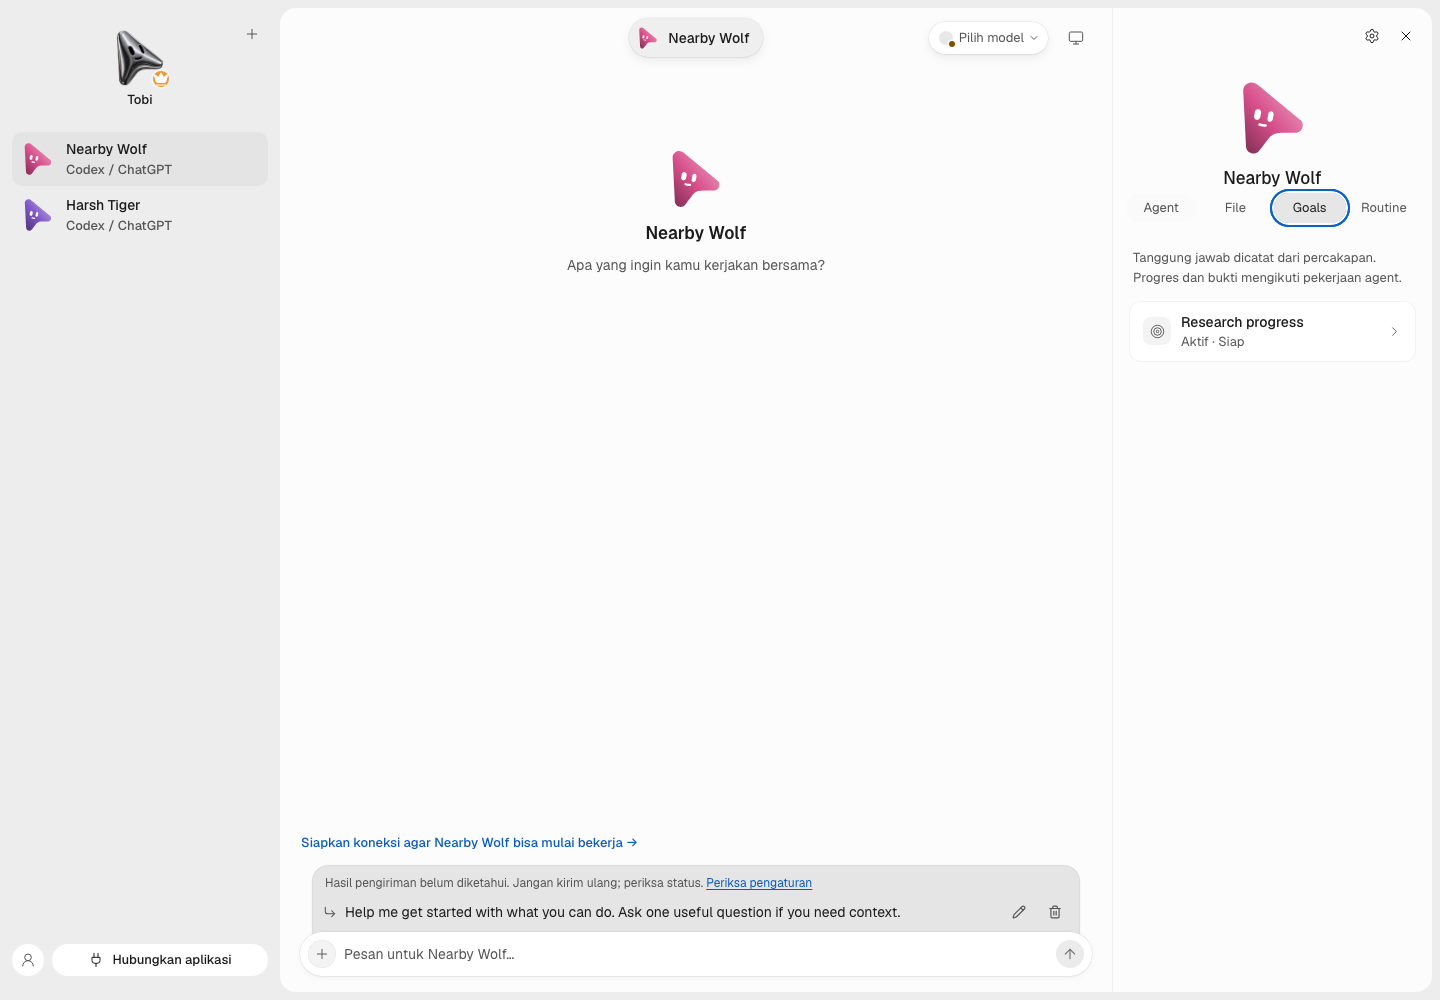 Tobi
Nearby Wolf
Codex / ChatGPT
Harsh Tiger
Codex / ChatGPT
Hubungkan aplikasi
Nearby Wolf
Pilih model
Nearby Wolf
Apa yang ingin kamu kerjakan bersama?
Siapkan koneksi agar Nearby Wolf bisa mulai bekerja →
Hasil pengiriman belum diketahui. Jangan kirim ulang; periksa status. Periksa pengaturan
Help me get started with what you can do. Ask one useful question if you need context.
Pesan untuk Nearby Wolf...
Nearby Wolf
Agent File Goals Routine
Tanggung jawab dicatat dari percakapan.
Progres dan bukti mengikuti pekerjaan agent.
Research progress
Aktif · Siap